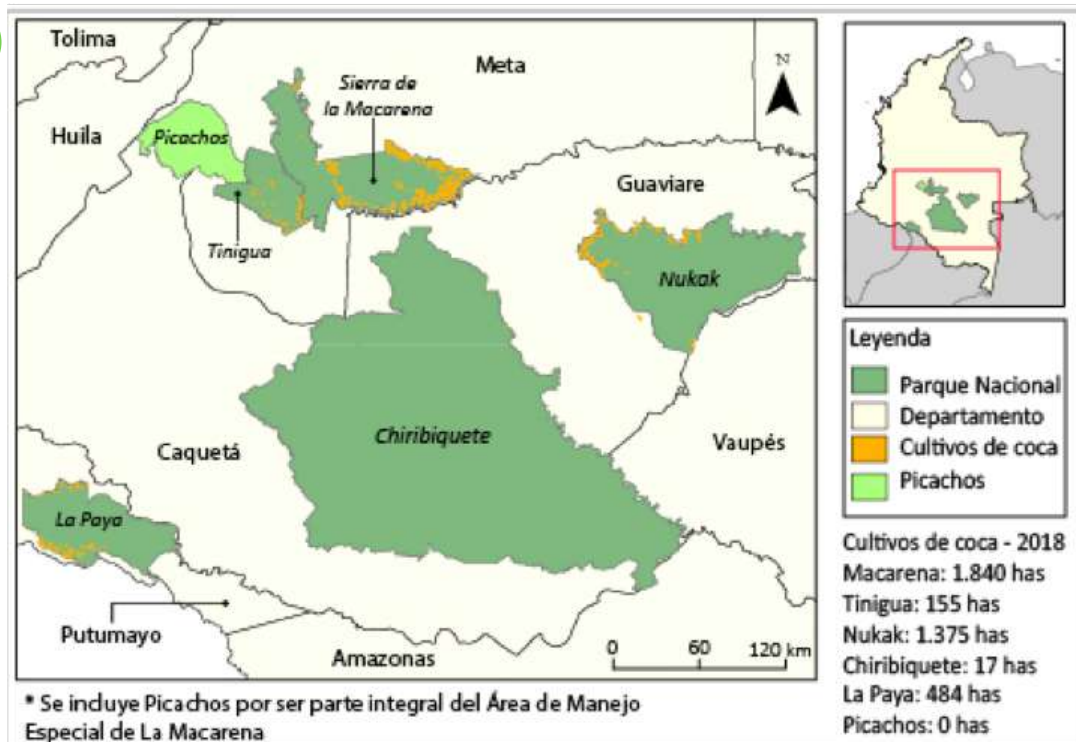 Tolima
Meta
Sierra de
la Macarena
N
Huila
Picachos
Guaviare
Tinigua
Nukak
Chiribiquete
Caquetá
Vaupés
La Paya
Putumayo
Amazonas
0 60 120 km
* Se incluye Picachos por ser parte integral del Área de Manejo
Especial de La Macarena
Leyenda
Parque Nacional
Departamento
Cultivos de coca
Picachos
Cultivos de coca - 2018
Macarena: 1.840 has
Tinigua: 155 has
Nukak: 1.375 has
Chiribiquete: 17 has
La Paya: 484 has
Picachos: 0 has